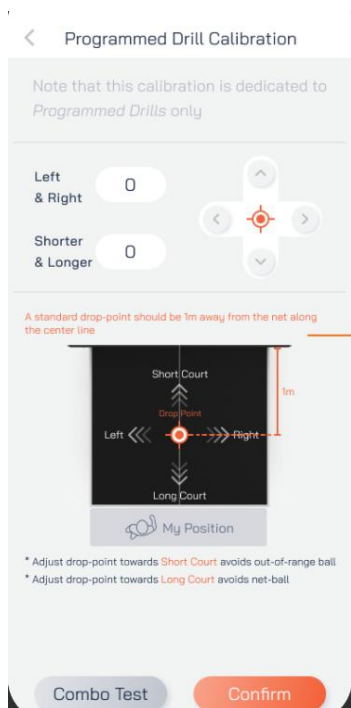 Programmed Drill Calibration
Note that this calibration is dedicated to
Programmed Drills only
Left
& Right
0
Shorter
& Longer
0
A standard drop-point should be 1m away from the net along
the center line
Short Court
1m
Drop Point
Left
Right
Long Court
My Position
* Adjust drop-point towards Short Court avoids out-of-range ball
* Adjust drop-point towards Long Court avoids net-ball
Combo Test
Confirm